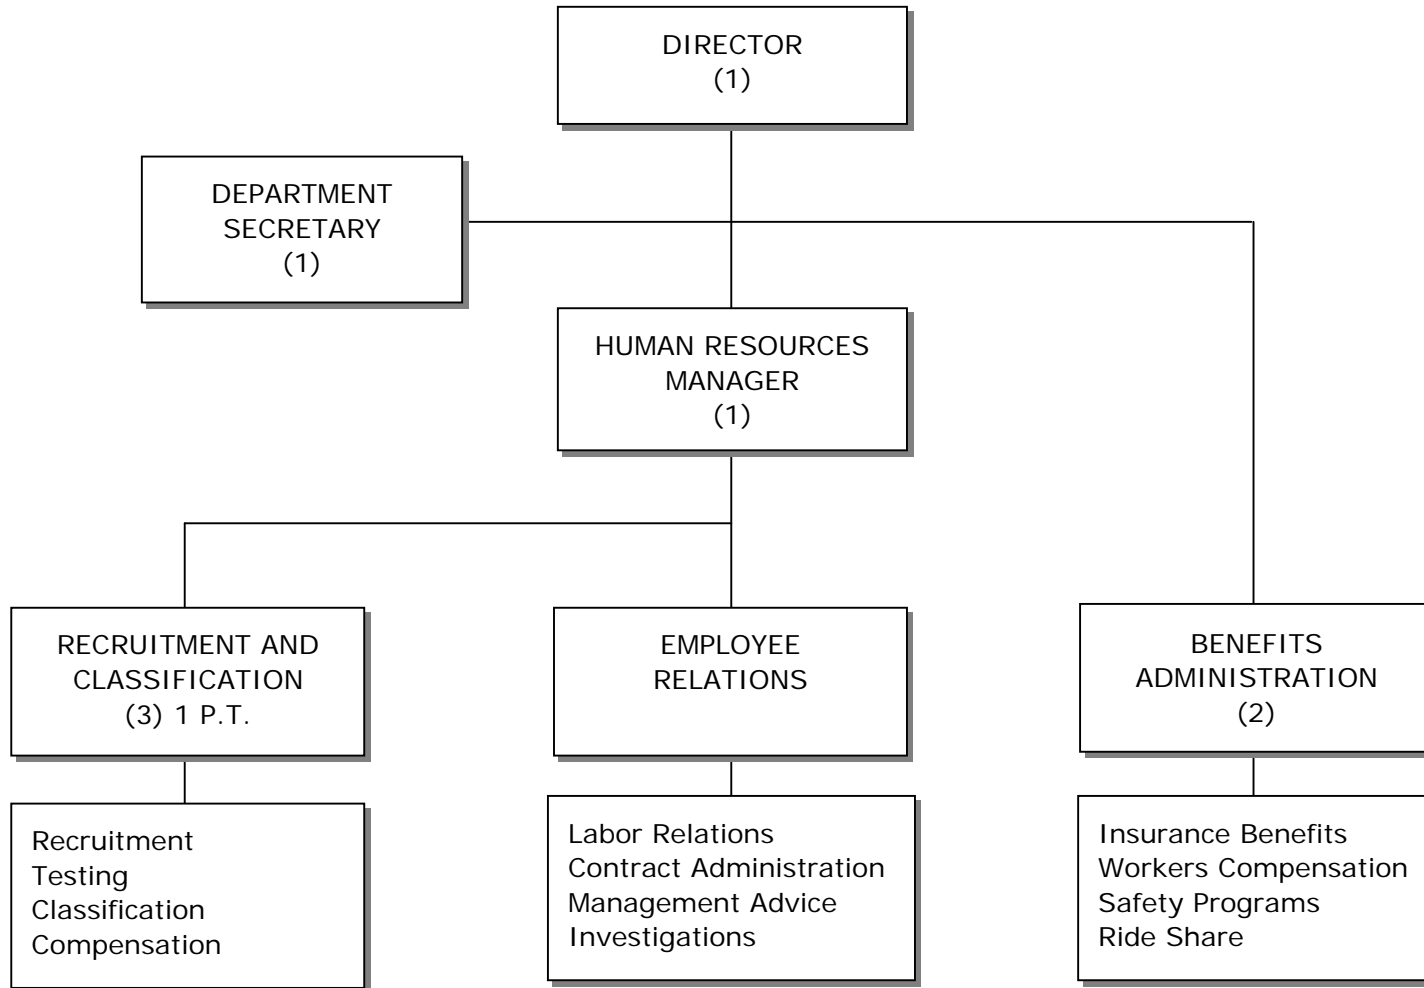 DIRECTOR
(1)
DEPARTMENT
SECRETARY
(1)
HUMAN RESOURCES
MANAGER
(1)
RECRUITMENT AND
CLASSIFICATION
(3) 1 P.T.
EMPLOYEE
RELATIONS
BENEFITS
ADMINISTRATION
(2)
Recruitment
Testing
Classification
Compensation
Labor Relations
Contract Administration
Management Advice
Investigations
Insurance Benefits
Workers Compensation
Safety Programs
Ride Share